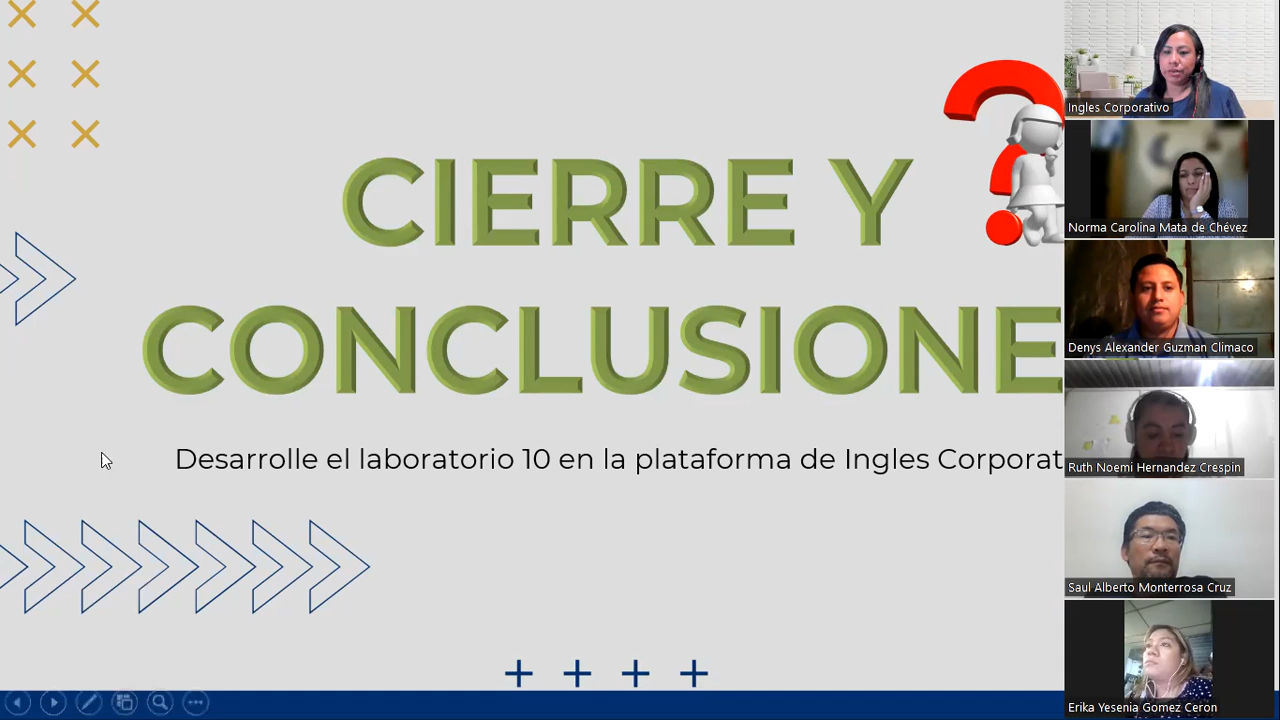 CIERRE Y
CONCLUSIONE
Desarrolle el laboratorio 10 en la plataforma de Ingles Corporat
Ingles Corporativo
Norma Carolina Mata de Chévez
Denys Alexander Guzman Climaco
Ruth Noemi Hernandez Crespin
Saul Alberto Monterrosa Cruz
Erika Yesenia Gomez Ceron